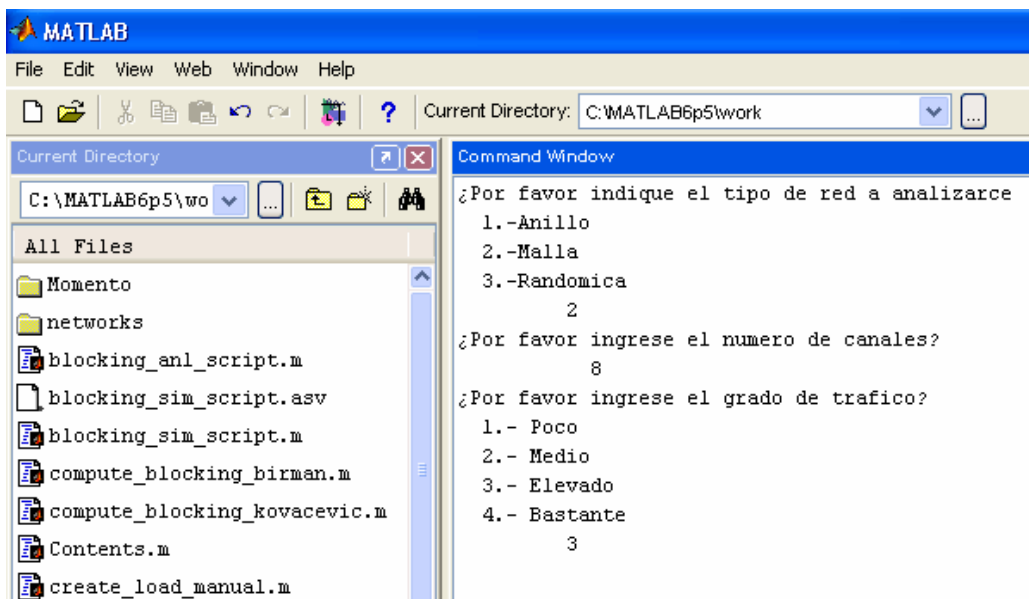 MATLAB
File Edit View Web Window Help
? Current Directory: C:\MATLAB6p5\work ...
Current Directory
C:\MATLAB6p5\wo ...
All Files
Momento
networks
blocking_anl_script.m
blocking_sim_script.asv
blocking_sim_script.m
compute_blocking_birman.m
compute_blocking_kovacevic.m
Contents.m
create_load_manual.m
Command Window
¿Por favor indique el tipo de red a analizarce
1.-Anillo
2.-Malla
3.-Randomica
2
¿Por favor ingrese el numero de canales?
8
¿Por favor ingrese el grado de trafico?
1.- Poco
2.- Medio
3.- Elevado
4.- Bastante
3